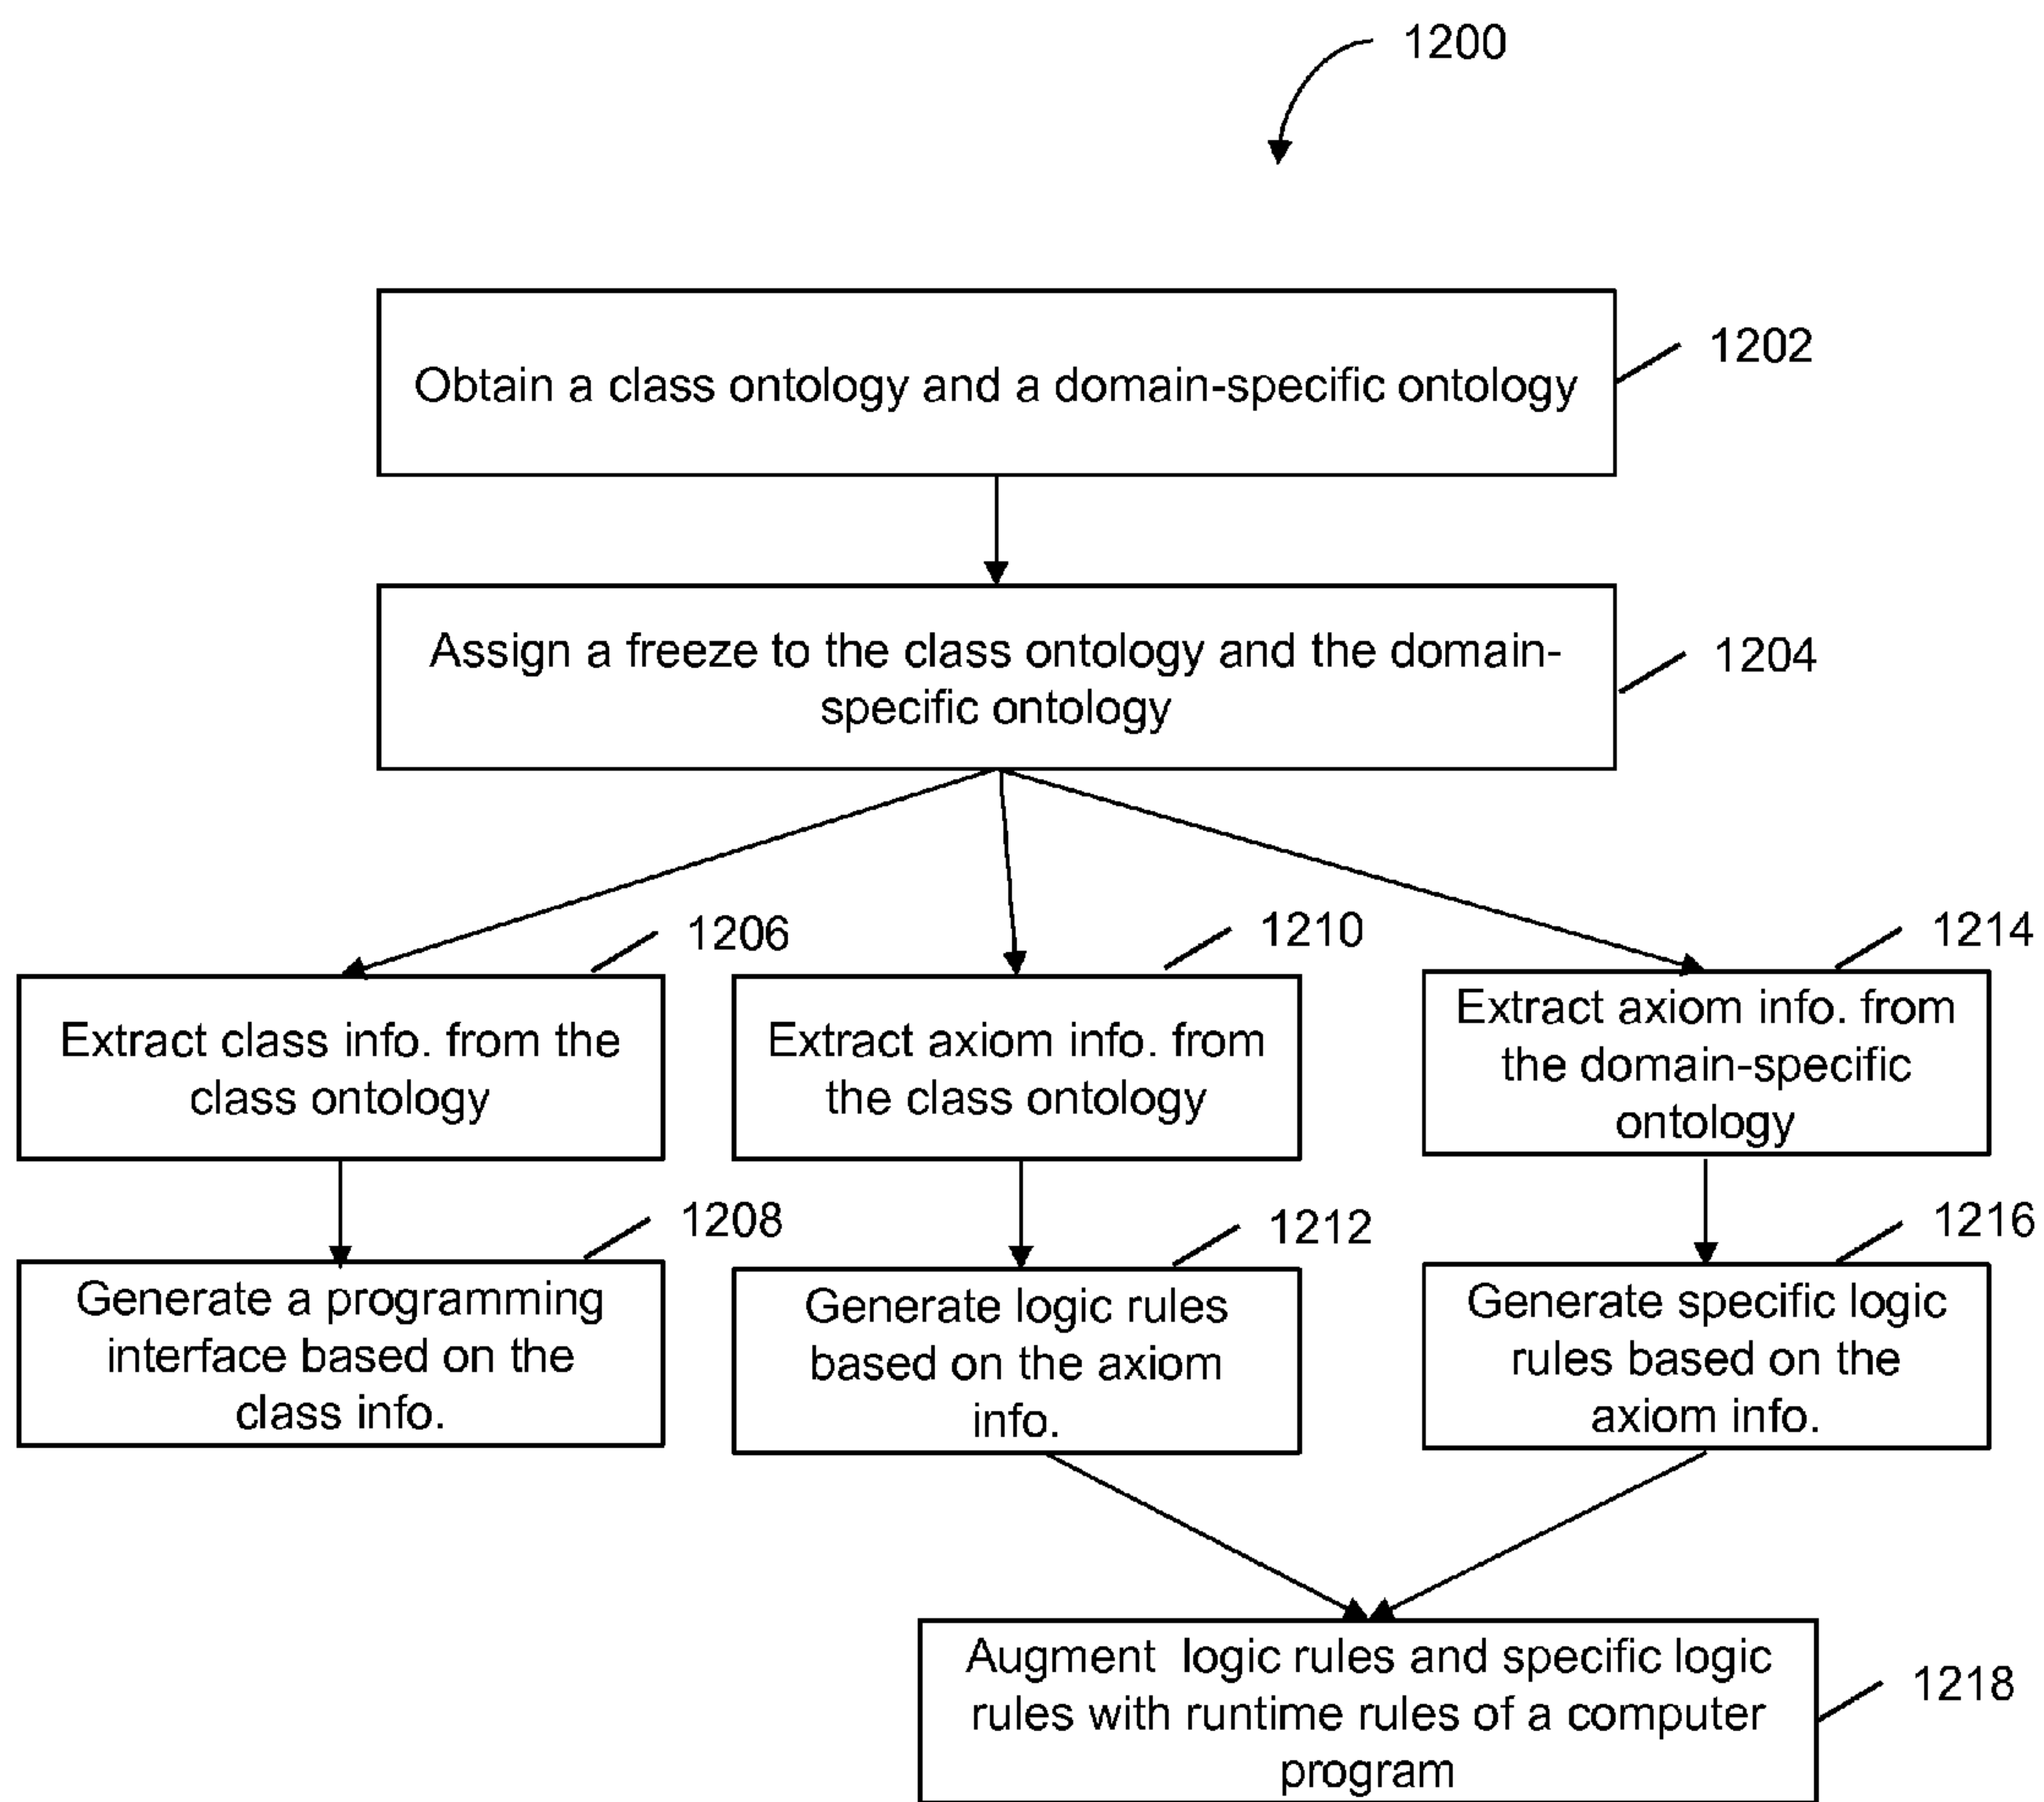 1200
Obtain a class ontology and a domain-specific ontology
1202
Assign a freeze to the class ontology and the domain-
specific ontology
1204
1206
Extract class info. from the
class ontology
1210
Extract axiom info. from
the class ontology
1214
Extract axiom info. from
the domain-specific
ontology
1208
Generate a programming
interface based on the
class info.
1212
Generate logic rules
based on the axiom
info.
1216
Generate specific logic
rules based on the
axiom info.
Augment logic rules and specific logic
rules with runtime rules of a computer
program
1218